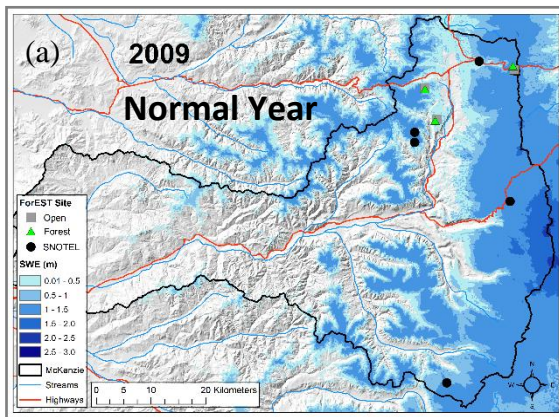 (a) 2009
Normal Year
ForEST Site
Open
Forest
SNOTEL
SWE (m)
0.01 - 0.5
0.5 - 1
1 - 1.5
1.5 - 2.0
2.0 - 2.5
2.5 - 3.0
McKenzie
Streams
Highways
0 5 10 20 Kilometers
N
W E
S